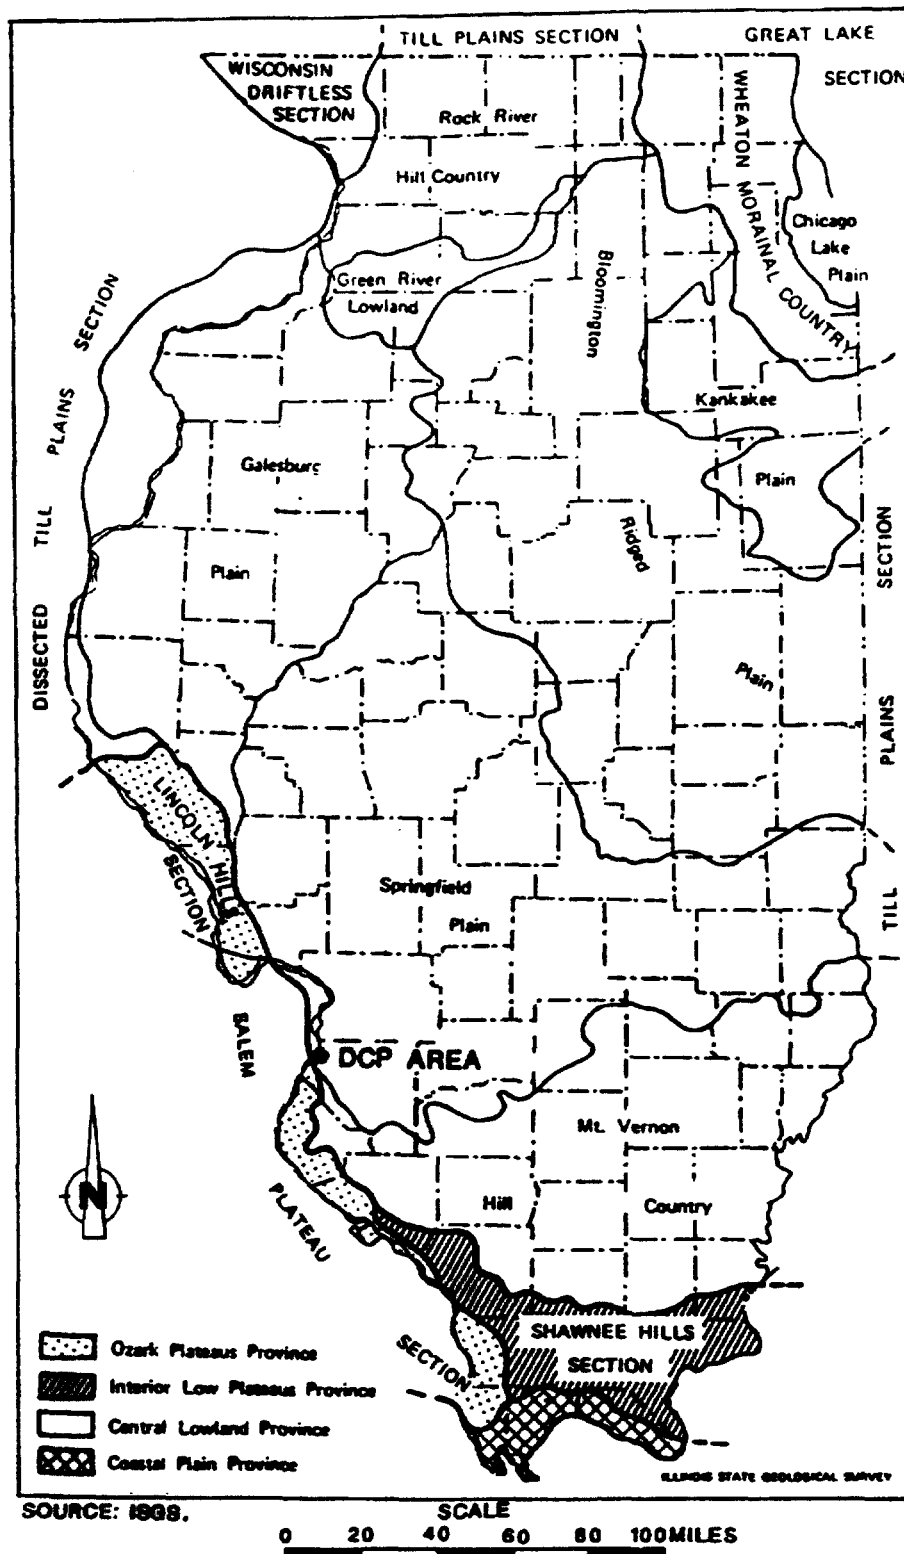 TILL PLAINS SECTION
GREAT LAKE
SECTION
WISCONSIN
DRIFTLESS
SECTION
Rock River
Hill Country
WHEATON MORAINAL COUNTRY
Chicago
Lake
Plain
Green River
Lowland
Bloomington
Ridged
Plain
DISSECTED TILL PLAINS SECTION
Kankakee
Plain
Galesburg
Plain
TILL PLAINS SECTION
LINCOLN HILLS
SECTION
Springfield
Plain
SALEM
PLATEAU
SECTION
DCP AREA
Mt. Vernon
Hill Country
N
SHAWNEE HILLS
SECTION
Ozark Plateaus Province
Interior Low Plateaus Province
Central Lowland Province
Coastal Plain Province
ILLINOIS STATE GEOLOGICAL SURVEY
SOURCE: ISGS.
SCALE
0 20 40 60 80 100 MILES